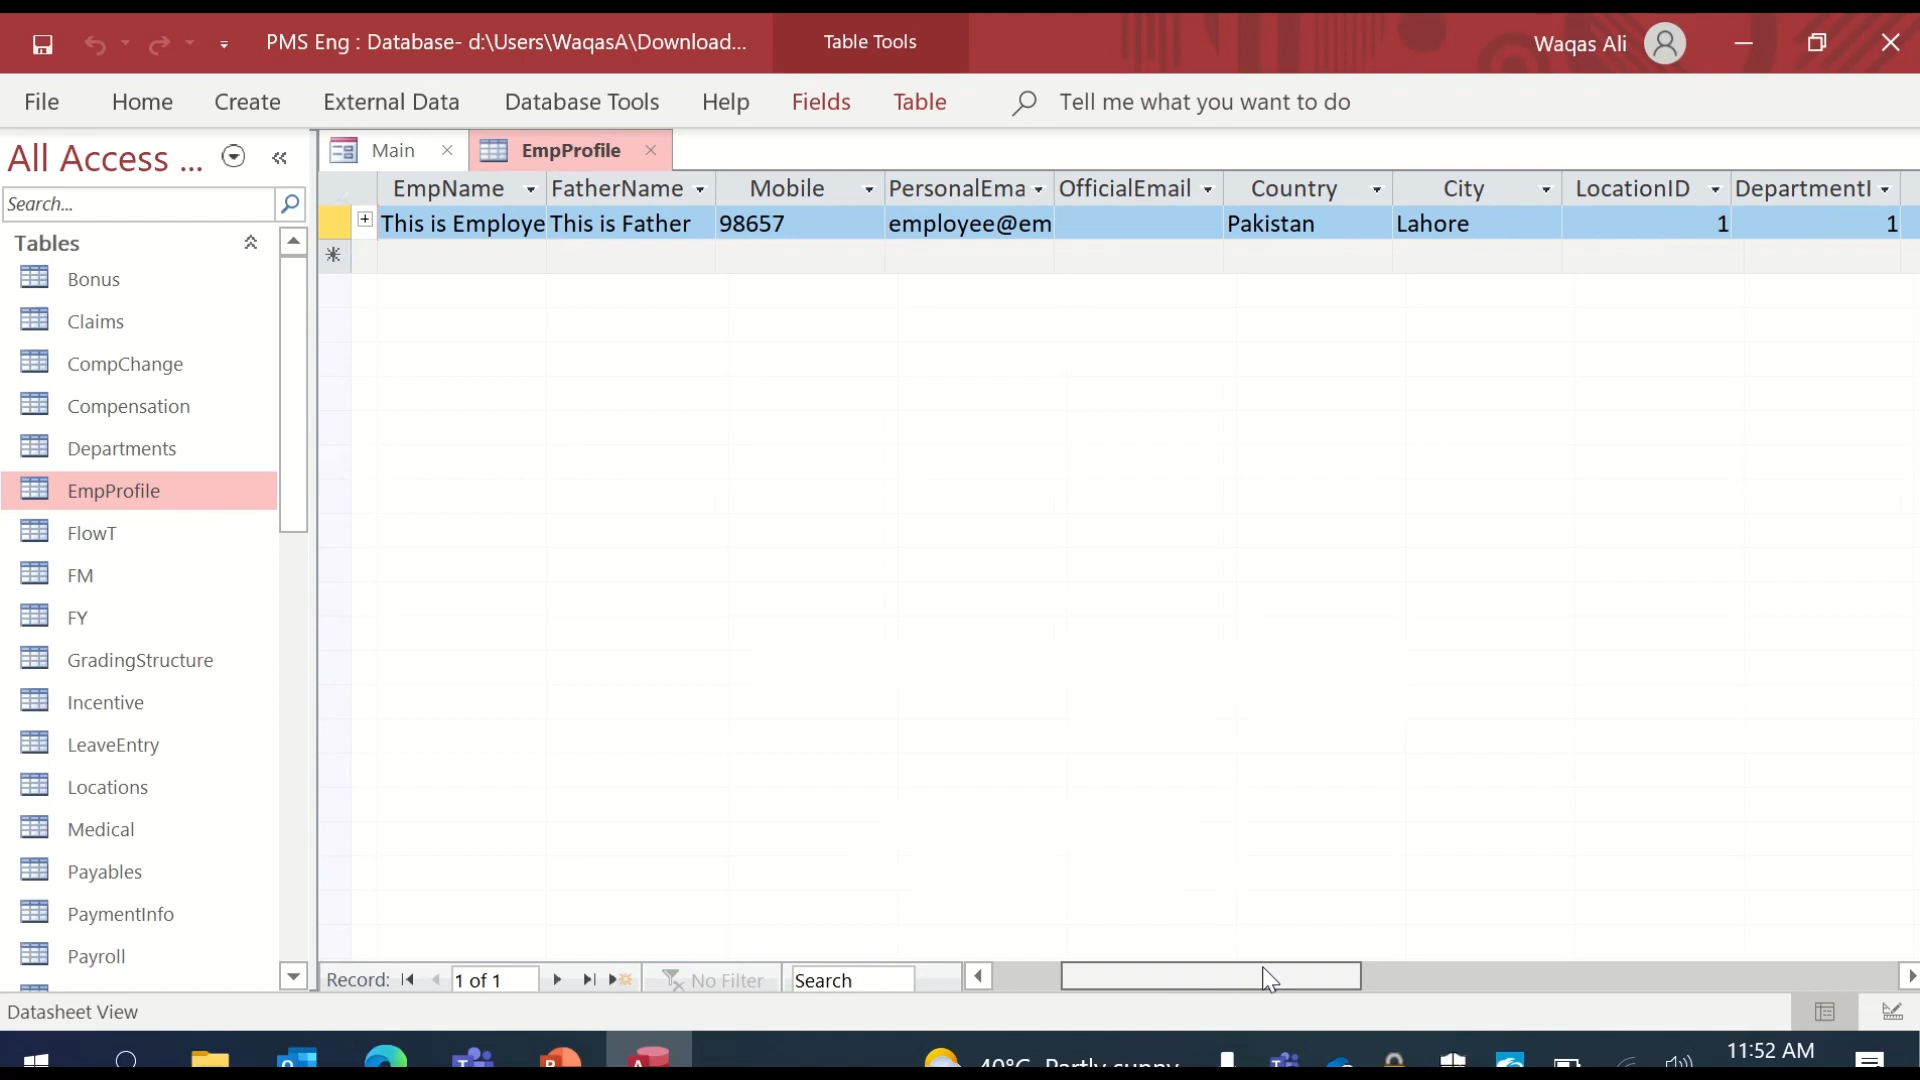 PMS Eng : Database- d:\Users\WaqasA\Download...
Table Tools
Waqas Ali
File Home Create External Data Database Tools Help Fields Table Tell me what you want to do
All Access ...
Search...
Tables
Bonus
Claims
CompChange
Compensation
Departments
EmpProfile
FlowT
FM
FY
GradingStructure
Incentive
LeaveEntry
Locations
Medical
Payables
PaymentInfo
Payroll
Main EmpProfile
EmpName FatherName Mobile PersonalEma OfficialEmail Country City LocationID DepartmentI
This is Employe This is Father 98657 employee@em Pakistan Lahore 1 1
Record: 1 of 1 No Filter Search
Datasheet View
40°C Partly sunny
11:52 AM